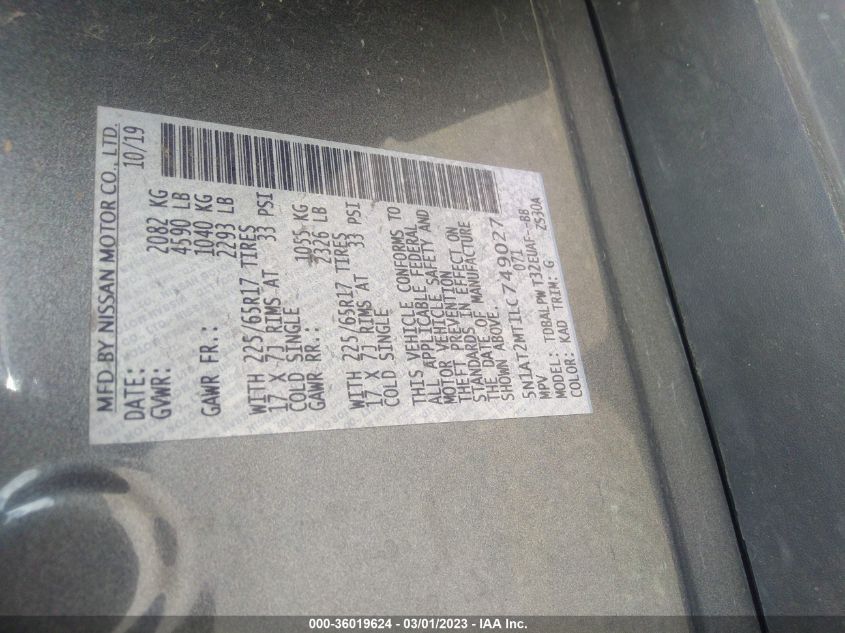 MFD BY NISSAN MOTOR CO., LTD.
DATE: 10/19
GVWR: 2082 KG
4590 LB
GAWR FR.: 1040 KG
2293 LB
WITH 225/65R17 TIRES
17 X 7J RIMS AT 33 PSI
COLD SINGLE
GAWR RR.: 1055 KG
2326 LB
WITH 225/65R17 TIRES
17 X 7J RIMS AT 33 PSI
COLD SINGLE
THIS VEHICLE CONFORMS TO
ALL APPLICABLE FEDERAL
MOTOR VEHICLE SAFETY AND
THEFT PREVENTION
STANDARDS IN EFFECT ON
THE DATE OF MANUFACTURE
SHOWN ABOVE.
5N1AT2MT1LC749077
MPV 071
MODEL: TDBALPW T32EUAF--B8
COLOR: KAD TRIM: G Z530A
000-36019624 - 03/01/2023 - IAA Inc.